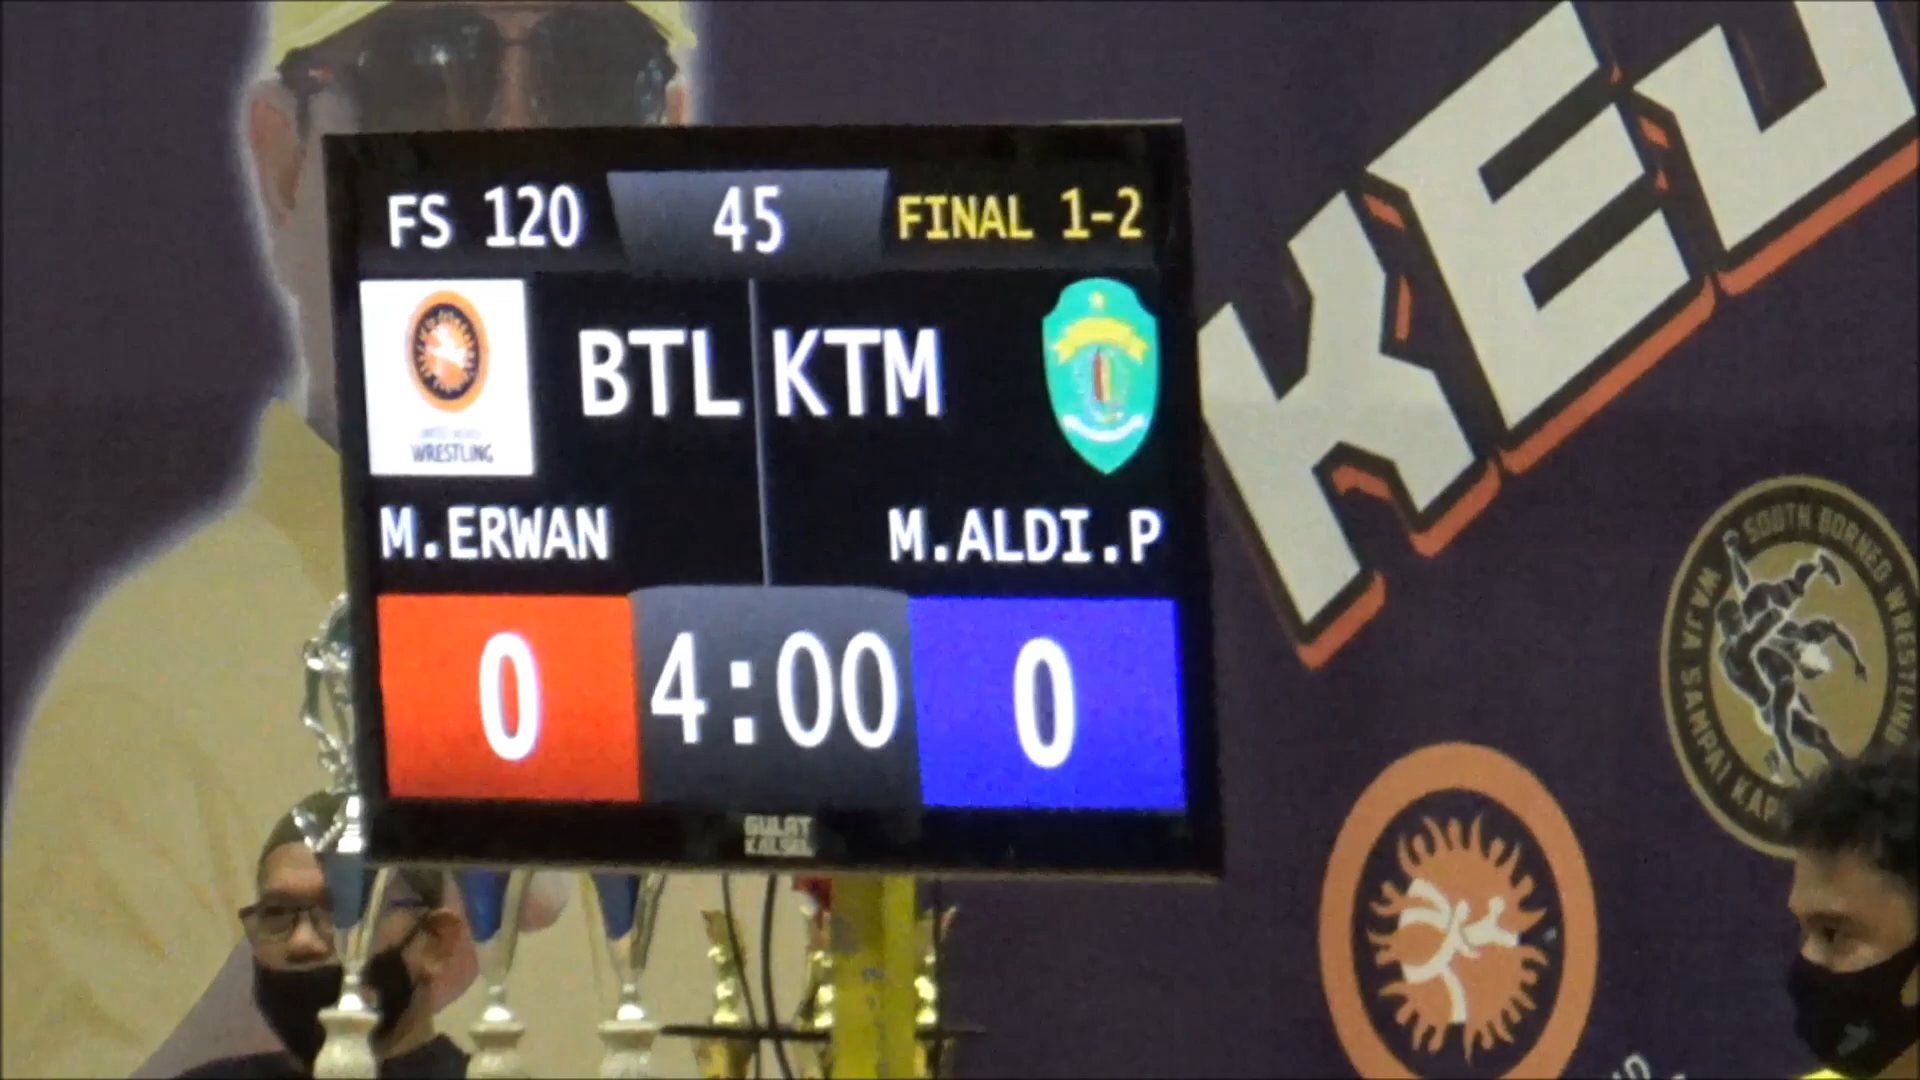 FS 120
45
FINAL 1-2
BTL
KTM
WRESTLING
M.ERWAN
M.ALDI.P
0
4:00
0
GULAT
KALSEL
KEJ
SOUTH BORNEO WRESTLING
WAJA SAMPAI KAP